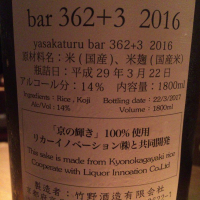 bar 362+3 2016
yasakaturu bar 362+3 2016
原材料名：米（国産）、米麹（国産米）
瓶詰日：平成29年3月22日
アルコール分：14% 内容量：1800ml
Ingredients : Rice , Koji Bottling date : 22/3/2017
Alc/Vol : 14% Volume : 1800ml
「京の輝き」100％使用
リカーイノベーション㈱と共同開発
This sake is made from Kyonokagayaki rice
Cooperate with Liquor Innoation Co.,Ltd
製造者：竹野酒造有限会社